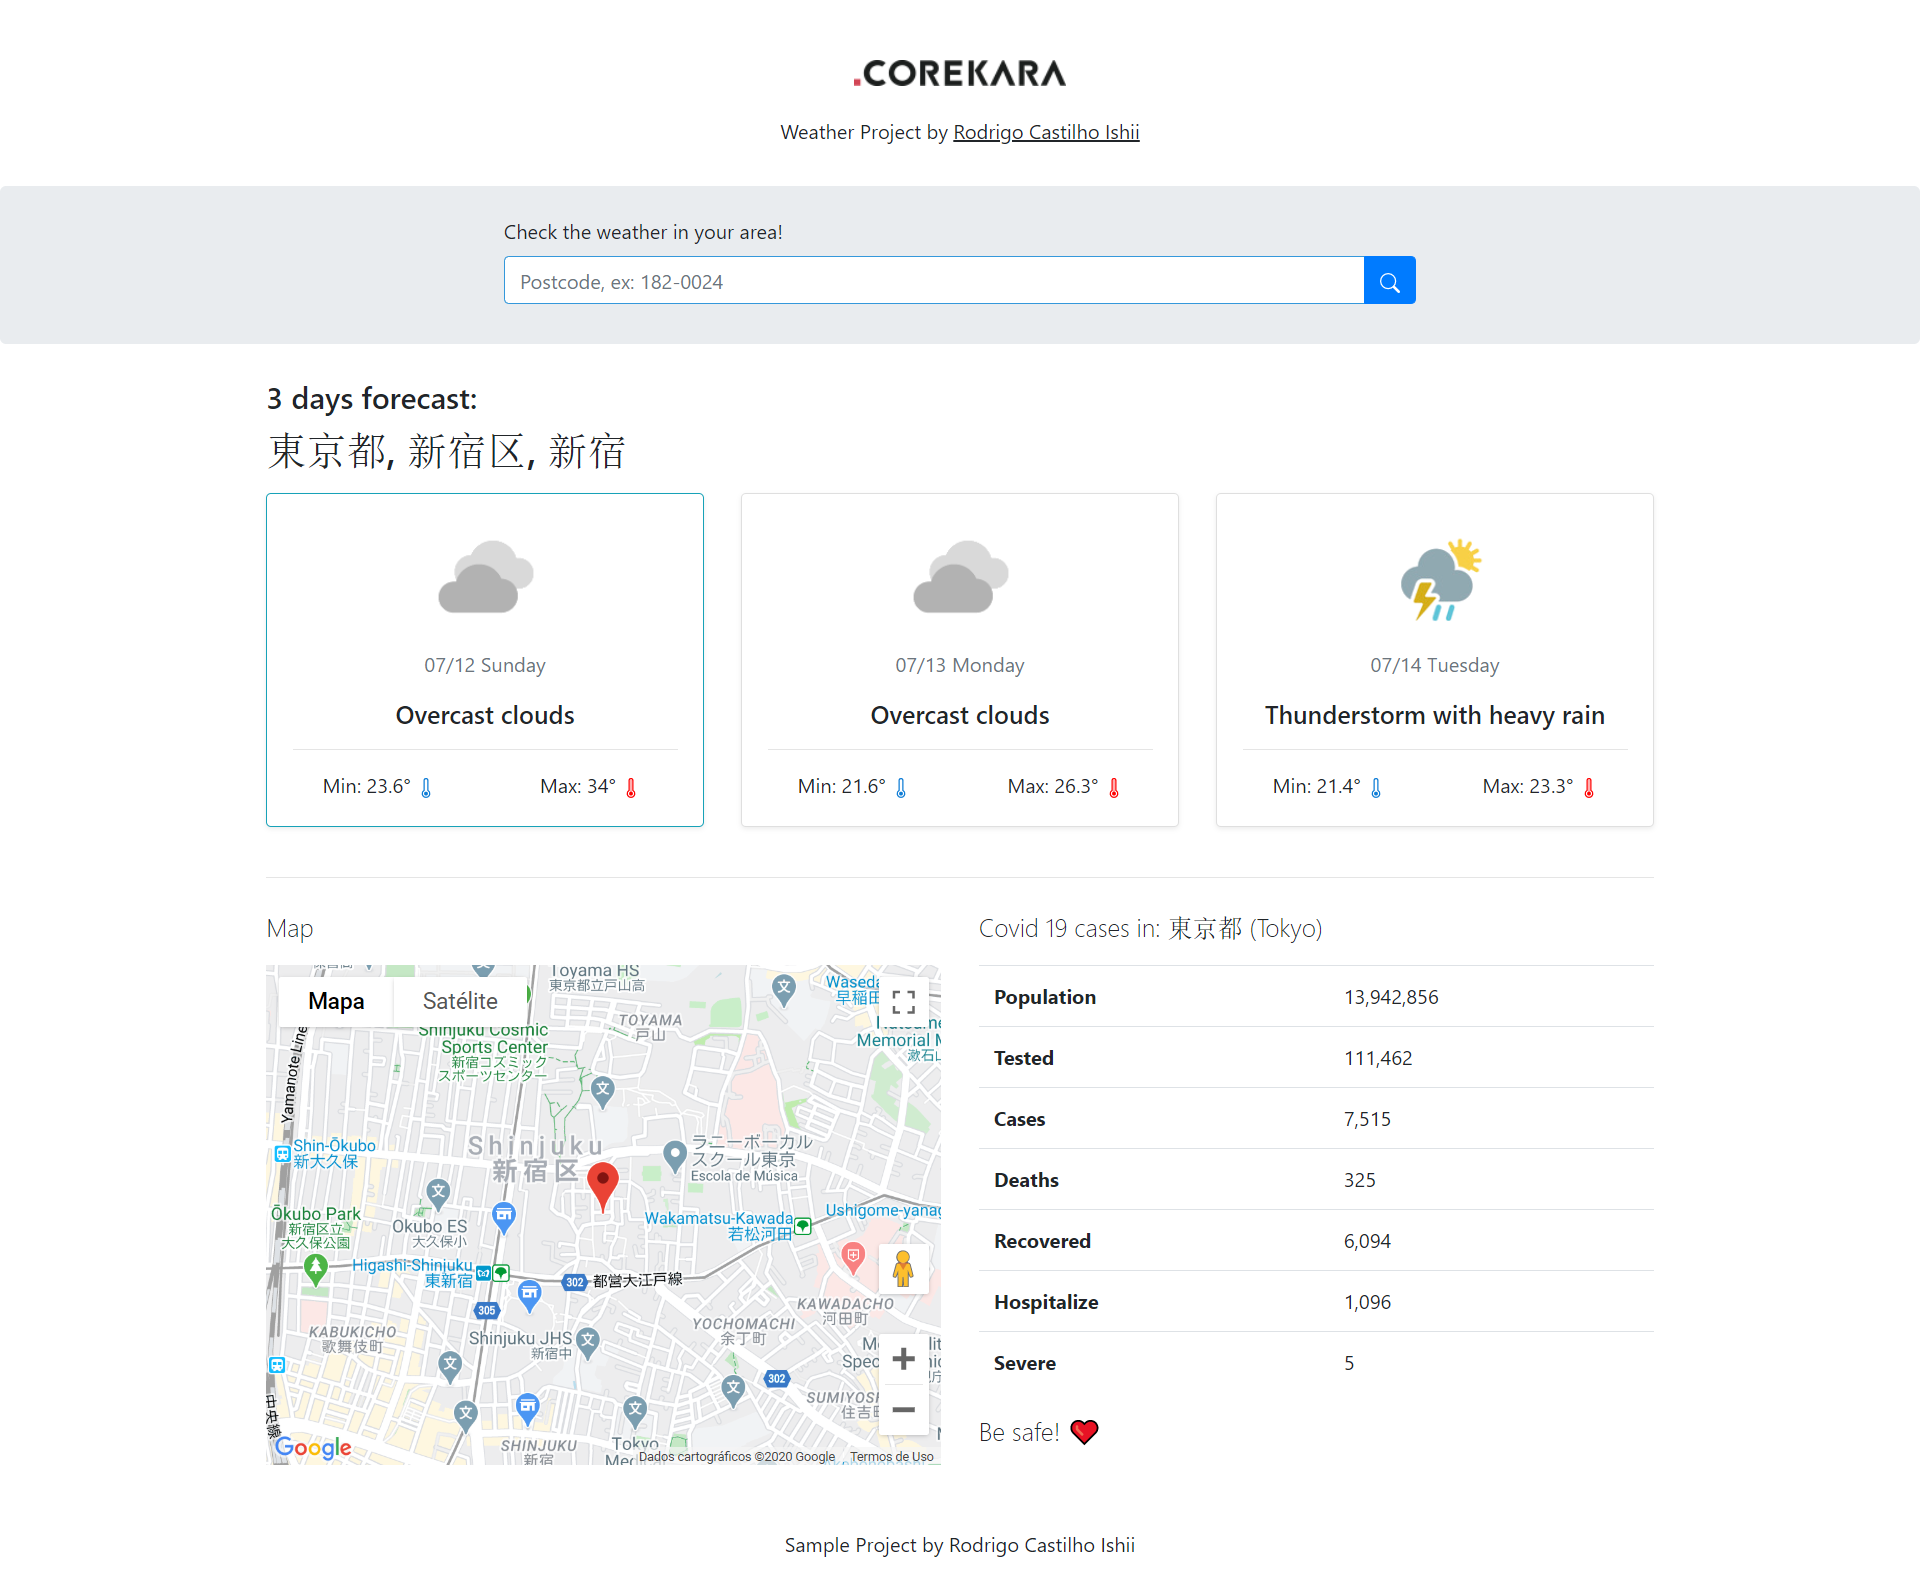 .COREKARA
Weather Project by Rodrigo Castilho Ishii
Check the weather in your area!
Postcode, ex: 182-0024
3 days forecast:
東京都, 新宿区, 新宿
07/12 Sunday
Overcast clouds
Min: 23.6°
Max: 34°
07/13 Monday
Overcast clouds
Min: 21.6°
Max: 26.3°
07/14 Tuesday
Thunderstorm with heavy rain
Min: 21.4°
Max: 23.3°
Map
Mapa
Satélite
Toyama HS
東京都立戸山高
TOYAMA
戸山
Shinjuku Cosmic
Sports Center
新宿コズミック
スポーツセンター
Yamanote Line
早稲田
Memorial
Shin-Ōkubo
新大久保
Shinjuku
新宿区
ラニーボーカル
スクール東京
Escola de Música
Ōkubo Park
新宿区立
大久保公園
Okubo ES
大久保小
Wakamatsu-Kawada
若松河田
Ushigome-yanag
Higashi-Shinjuku
東新宿
302
都営大江戸線
305
KABUKICHO
歌舞伎町
Shinjuku JHS
新宿中
YOCHOMACHI
余丁町
KAWADACHO
河田町
302
SUMIYOSH
住吉町
中央線
SHINJUKU
新宿
Tokyo
Google
Dados cartográficos ©2020 Google
Termos de Uso
Covid 19 cases in: 東京都 (Tokyo)
Population 13,942,856
Tested 111,462
Cases 7,515
Deaths 325
Recovered 6,094
Hospitalize 1,096
Severe 5
Be safe!
Sample Project by Rodrigo Castilho Ishii